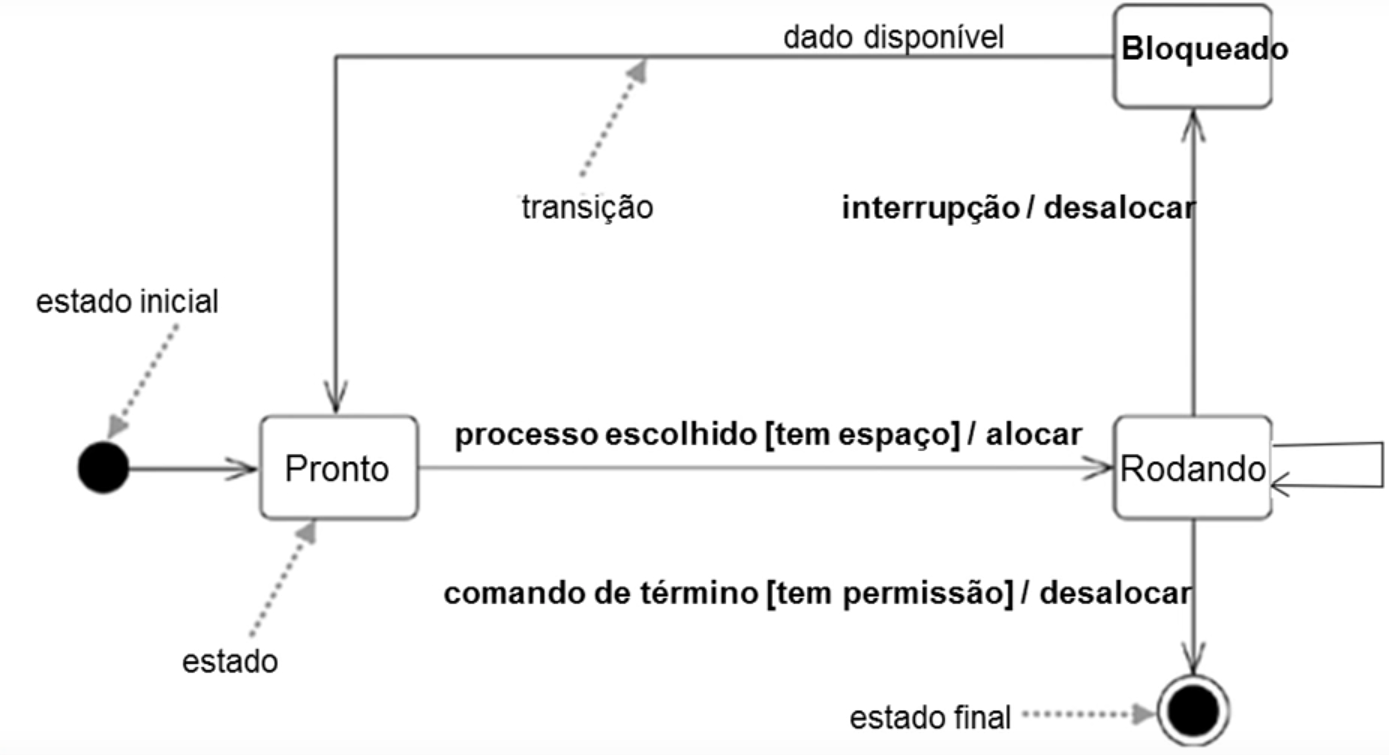 dado disponível
Bloqueado
transição
interrupção / desalocar
estado inicial
processo escolhido [tem espaço] / alocar
Pronto
Rodando
comando de término [tem permissão] / desalocar
estado
estado final